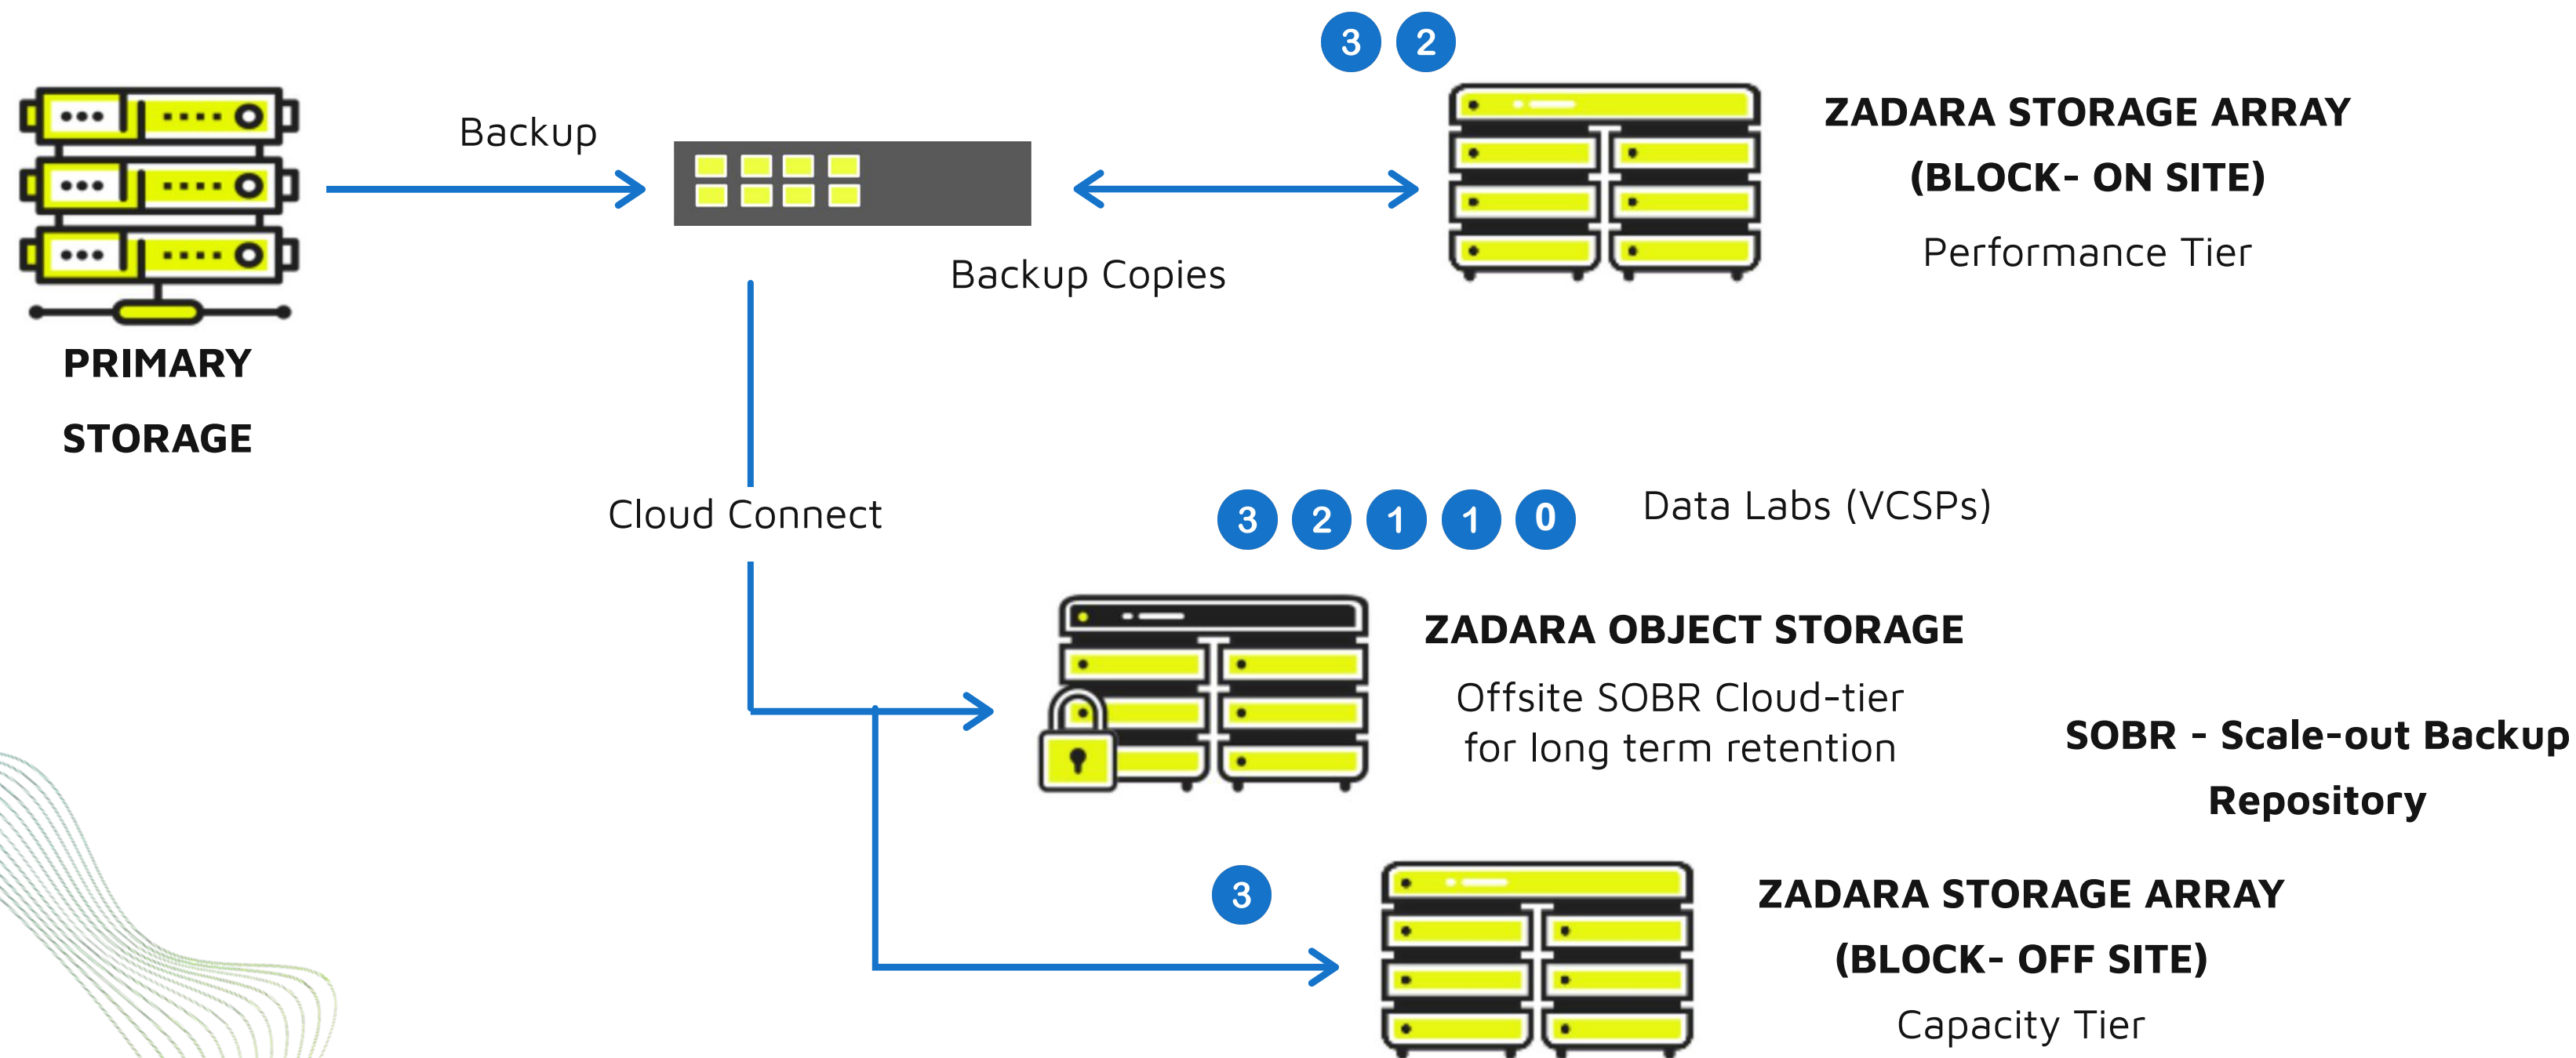 3 2
Backup
ZADARA STORAGE ARRAY
(BLOCK- ON SITE)
Performance Tier
Backup Copies
PRIMARY
STORAGE
Cloud Connect
3 2 1 1 0
Data Labs (VCSPs)
ZADARA OBJECT STORAGE
Offsite SOBR Cloud-tier
for long term retention
SOBR - Scale-out Backup
Repository
3
ZADARA STORAGE ARRAY
(BLOCK- OFF SITE)
Capacity Tier